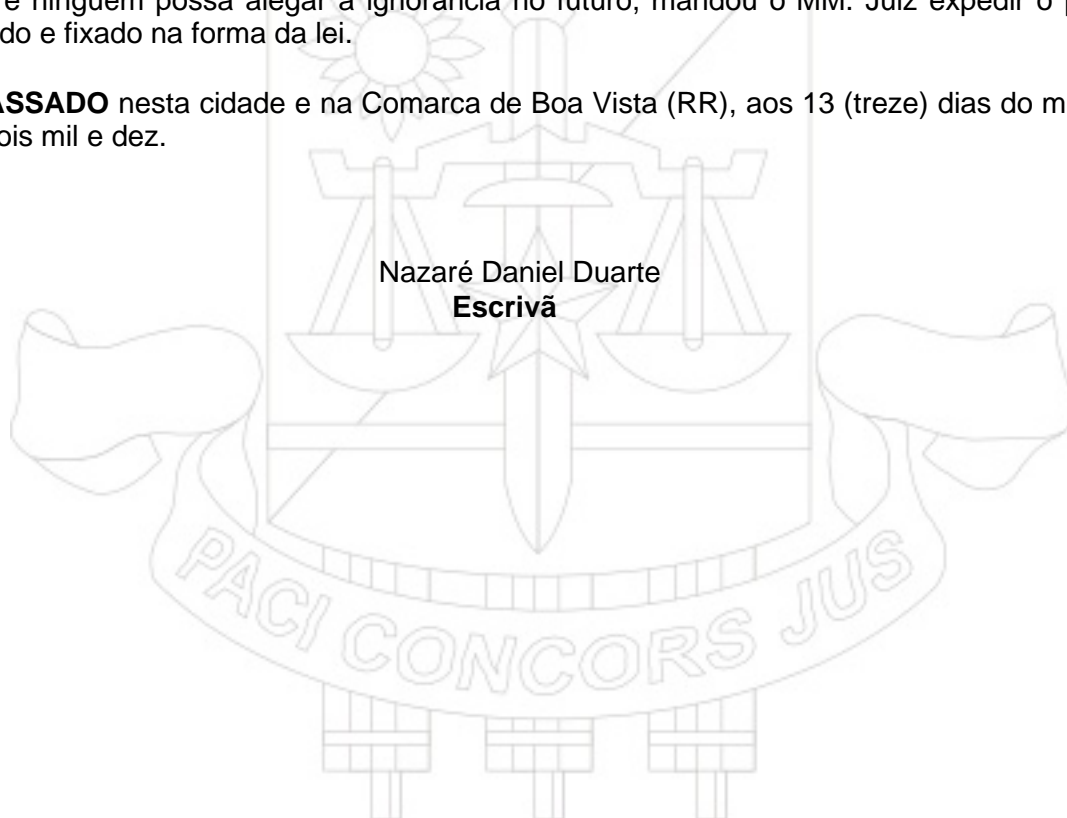 e ninguém possa alegar a ignorância no futuro, mandou o MM. Juiz expedir o
do e fixado na forma da lei.
ASSADO nesta cidade e na Comarca de Boa Vista (RR), aos 13 (treze) dias do m
ois mil e dez.
Nazaré Daniel Duarte
Escrivã
PACI CONCORS JUS